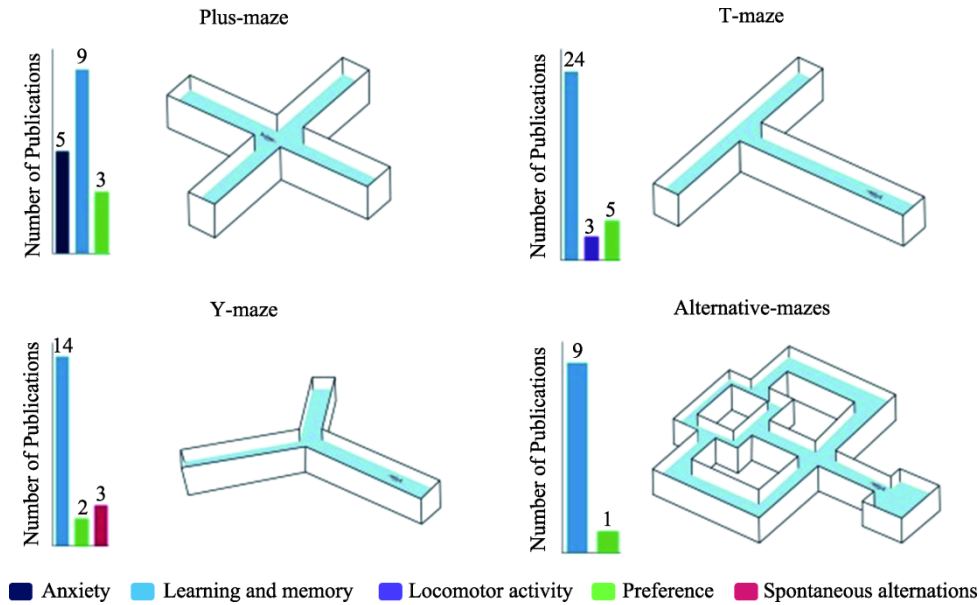 Plus-maze
Number of Publications
5
9
3
T-maze
Number of Publications
24
3
5
Y-maze
Number of Publications
14
2
3
Alternative-mazes
Number of Publications
9
1
Anxiety
Learning and memory
Locomotor activity
Preference
Spontaneous alternations